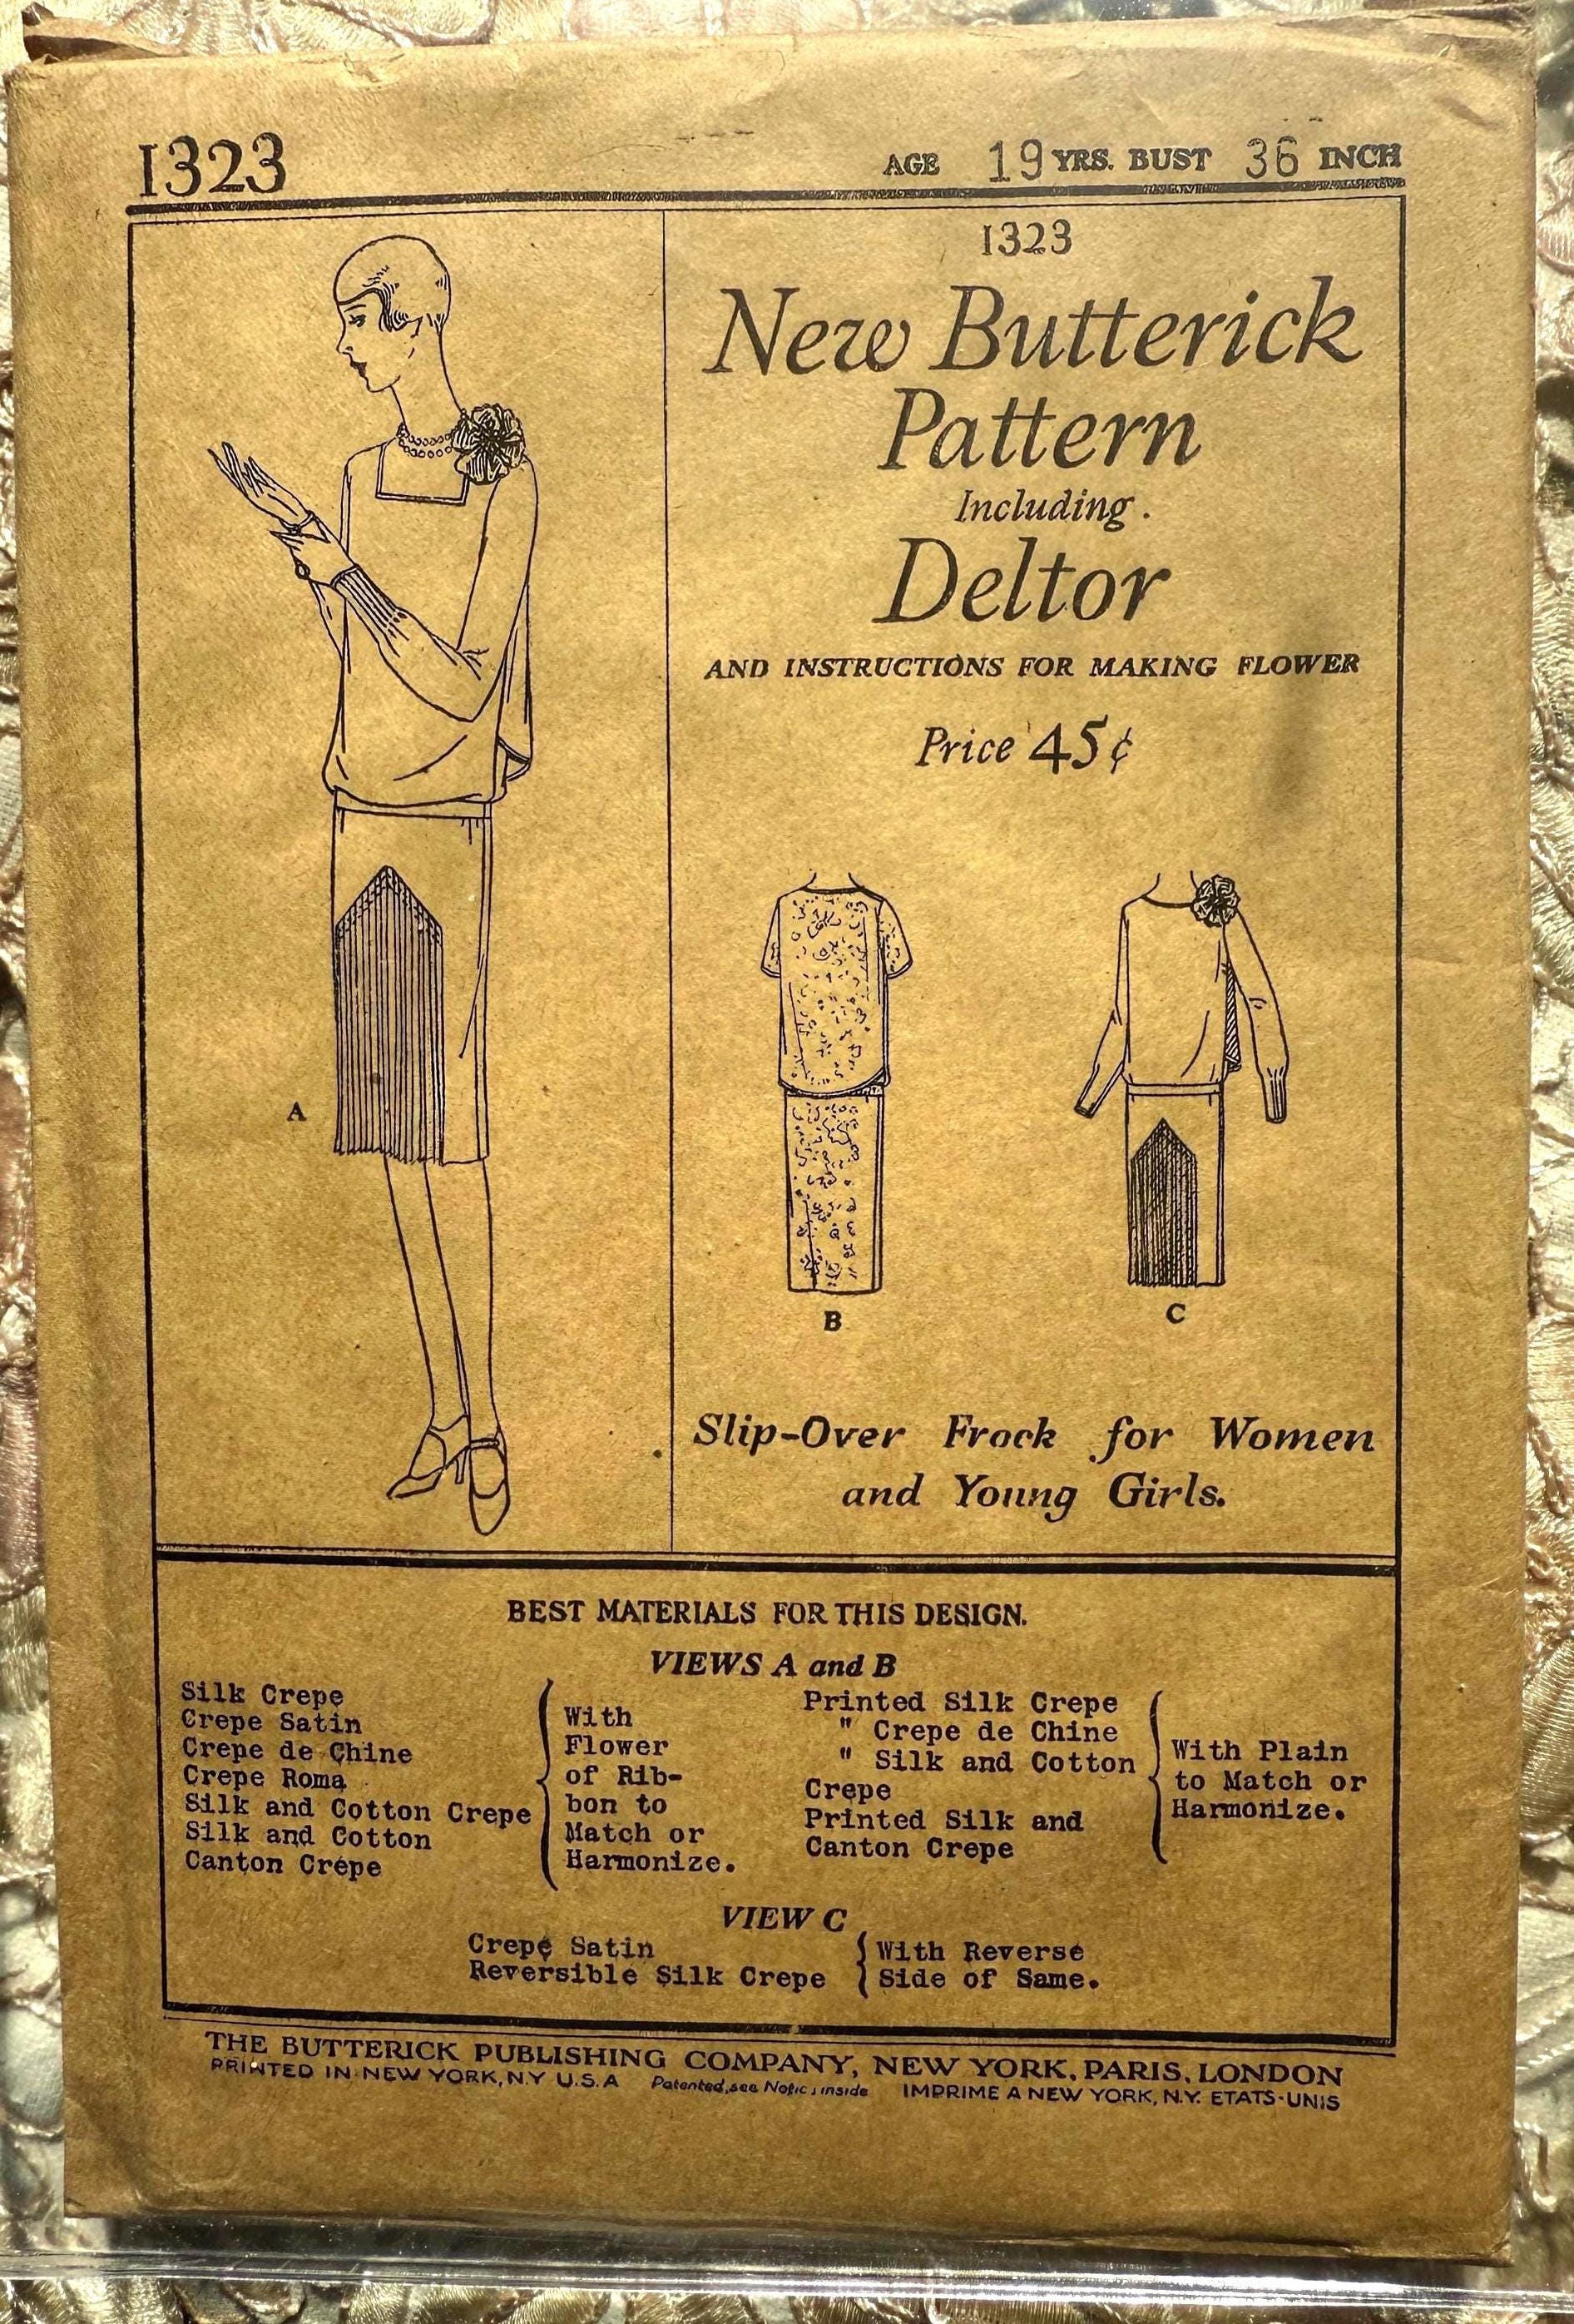 1323
AGE 19 YRS. BUST 36 INCH
1323
New Butterick
Pattern
Including.
Deltor
AND INSTRUCTIONS FOR MAKING FLOWER
Price 45¢
A
B
C
Slip-Over Frock for Women
and Young Girls.
BEST MATERIALS FOR THIS DESIGN.
VIEWS A and B
Silk Crepe
Crepe Satin
Crepe de Chine
Crepe Roma
Silk and Cotton Crepe
Silk and Cotton
Canton Crepe
With
Flower
of Rib-
bon to
Match or
Harmonize.
Printed Silk Crepe
" Crepe de Chine
" Silk and Cotton
Crepe
Printed Silk and
Canton Crepe
With Plain
to Match or
Harmonize.
VIEW C
Crepe Satin
Reversible Silk Crepe
With Reverse
Side of Same.
THE BUTTERICK PUBLISHING COMPANY, NEW YORK, PARIS, LONDON
PRINTED IN NEW YORK, N.Y U.S.A Patented, see Notice inside IMPRIME A NEW YORK, N.Y. ETATS-UNIS